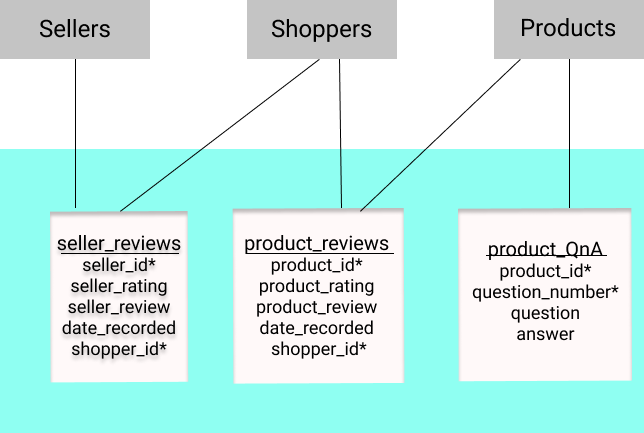 Sellers
Shoppers
Products
seller_reviews
seller_id*
seller_rating
seller_review
date_recorded
shopper_id*
product_reviews
product_id*
product_rating
product_review
date_recorded
shopper_id*
product_QnA
product_id*
question_number*
question
answer